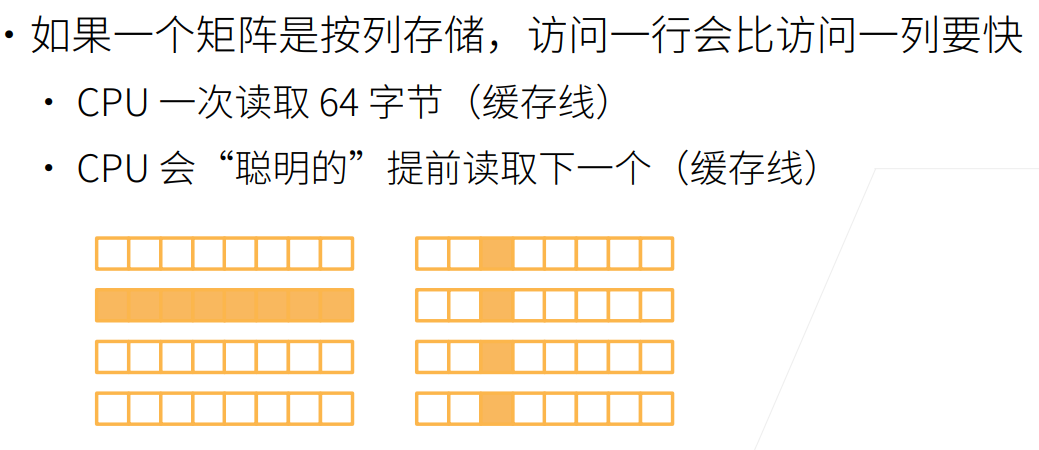 • 如果一个矩阵是按列存储，访问一行会比访问一列要快
• CPU 一次读取 64 字节（缓存线）
• CPU 会“聪明的”提前读取下一个（缓存线）